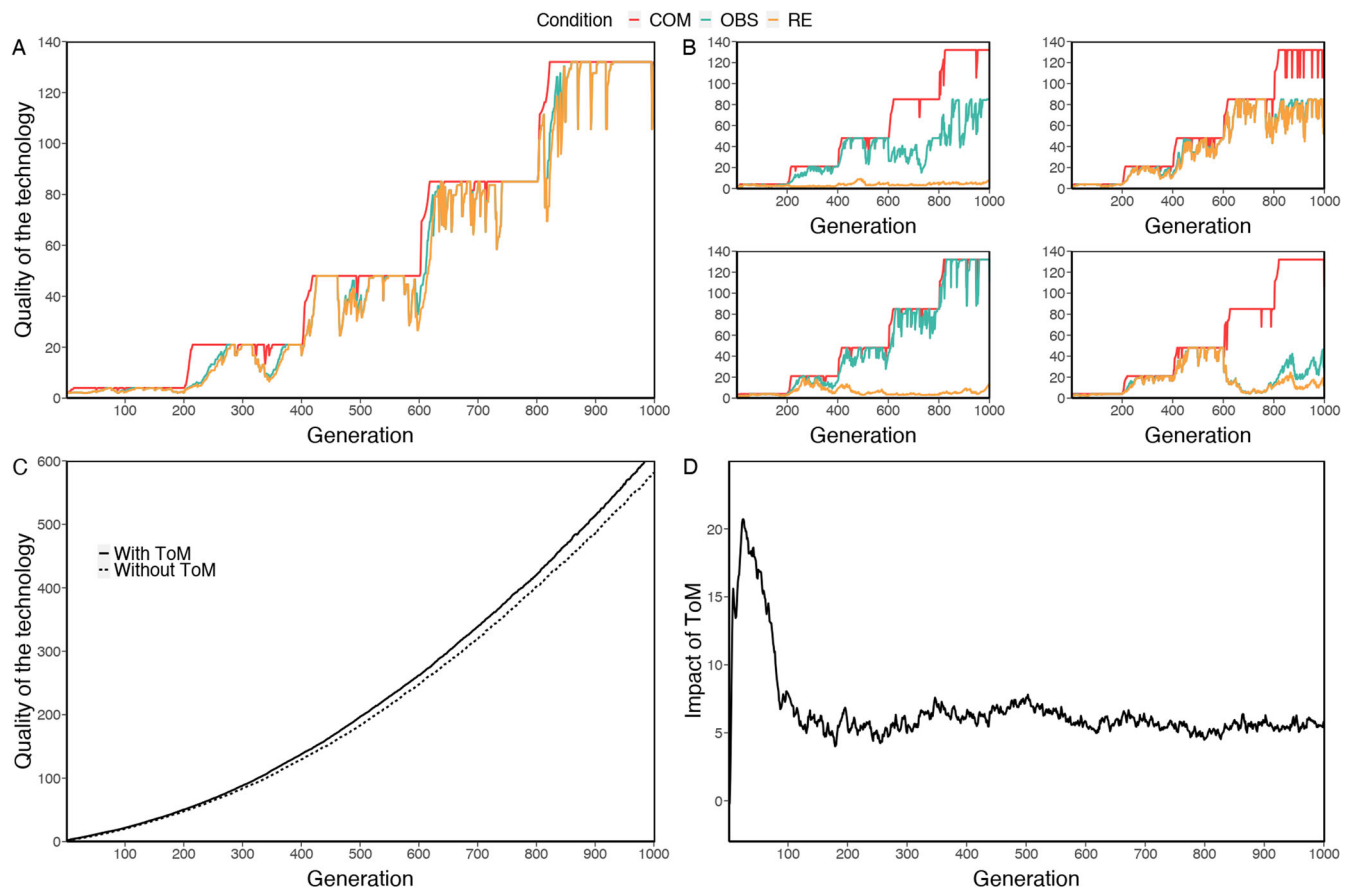 Condition COM OBS RE
A
Quality of the technology
140
120
100
80
60
40
20
0
100 200 300 400 500 600 700 800 900 1000
Generation
B
140
120
100
80
60
40
20
0
200 400 600 800 1000
Generation
140
120
100
80
60
40
20
0
200 400 600 800 1000
Generation
140
120
100
80
60
40
20
0
200 400 600 800 1000
Generation
140
120
100
80
60
40
20
0
200 400 600 800 1000
Generation
C
Quality of the technology
600
500
400
300
200
100
0
With ToM
Without ToM
100 200 300 400 500 600 700 800 900 1000
Generation
D
Impact of ToM
20
15
10
5
0
100 200 300 400 500 600 700 800 900 1000
Generation